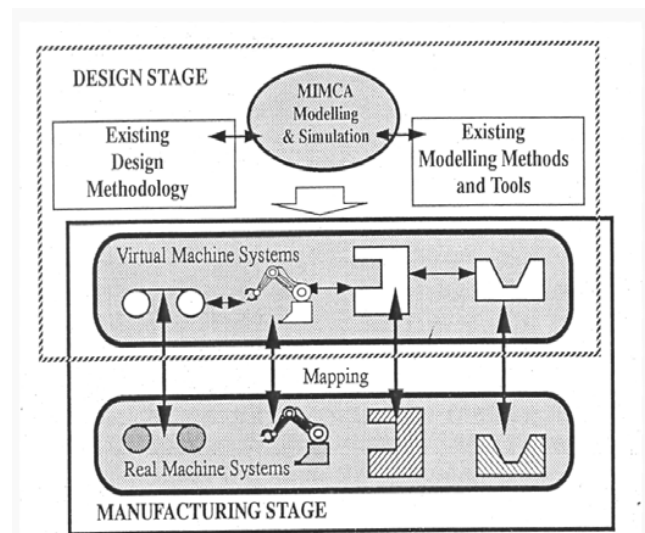 DESIGN STAGE
MIMCA
Modelling
& Simulation
Existing
Design
Methodology
Existing
Modelling Methods
and Tools
Virtual Machine Systems
Mapping
Real Machine Systems
MANUFACTURING STAGE